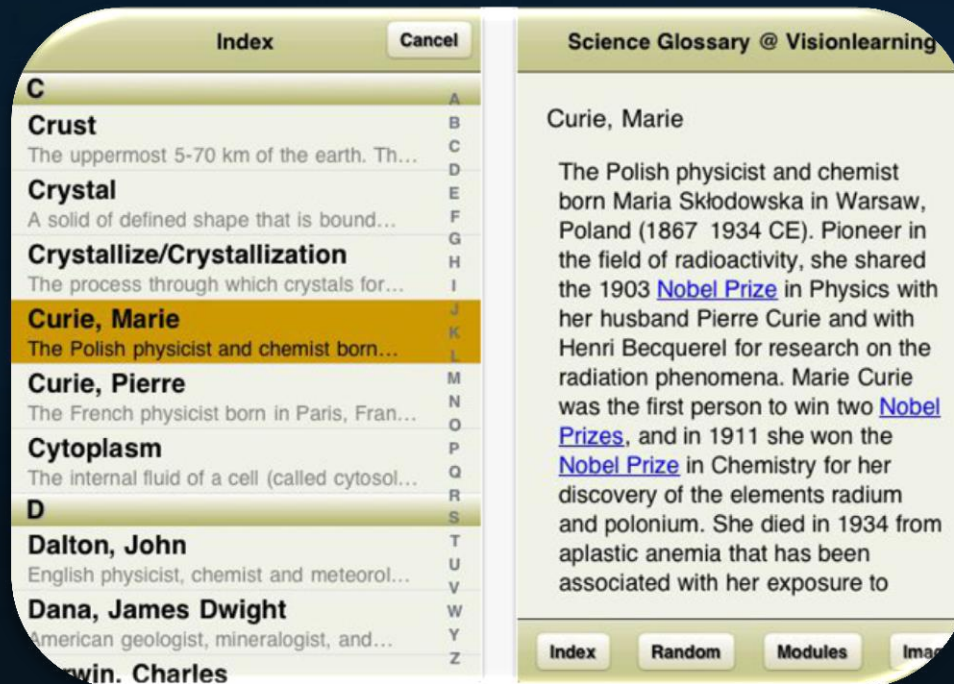 Index
Cancel
C
Crust
The uppermost 5-70 km of the earth. Th...
Crystal
A solid of defined shape that is bound...
Crystallize/Crystallization
The process through which crystals for...
Curie, Marie
The Polish physicist and chemist born...
Curie, Pierre
The French physicist born in Paris, Fran...
Cytoplasm
The internal fluid of a cell (called cytosol...
D
Dalton, John
English physicist, chemist and meteorol...
Dana, James Dwight
American geologist, mineralogist, and...
Charles
A
B
C
D
E
F
G
H
I
J
K
L
M
N
O
P
Q
R
S
T
U
V
W
Y
Z
Science Glossary @ Visionlearning
Curie, Marie
The Polish physicist and chemist
born Maria Skłodowska in Warsaw,
Poland (1867 1934 CE). Pioneer in
the field of radioactivity, she shared
the 1903 Nobel Prize in Physics with
her husband Pierre Curie and with
Henri Becquerel for research on the
radiation phenomena. Marie Curie
was the first person to win two Nobel
Prizes, and in 1911 she won the
Nobel Prize in Chemistry for her
discovery of the elements radium
and polonium. She died in 1934 from
aplastic anemia that has been
associated with her exposure to
Index
Random
Modules